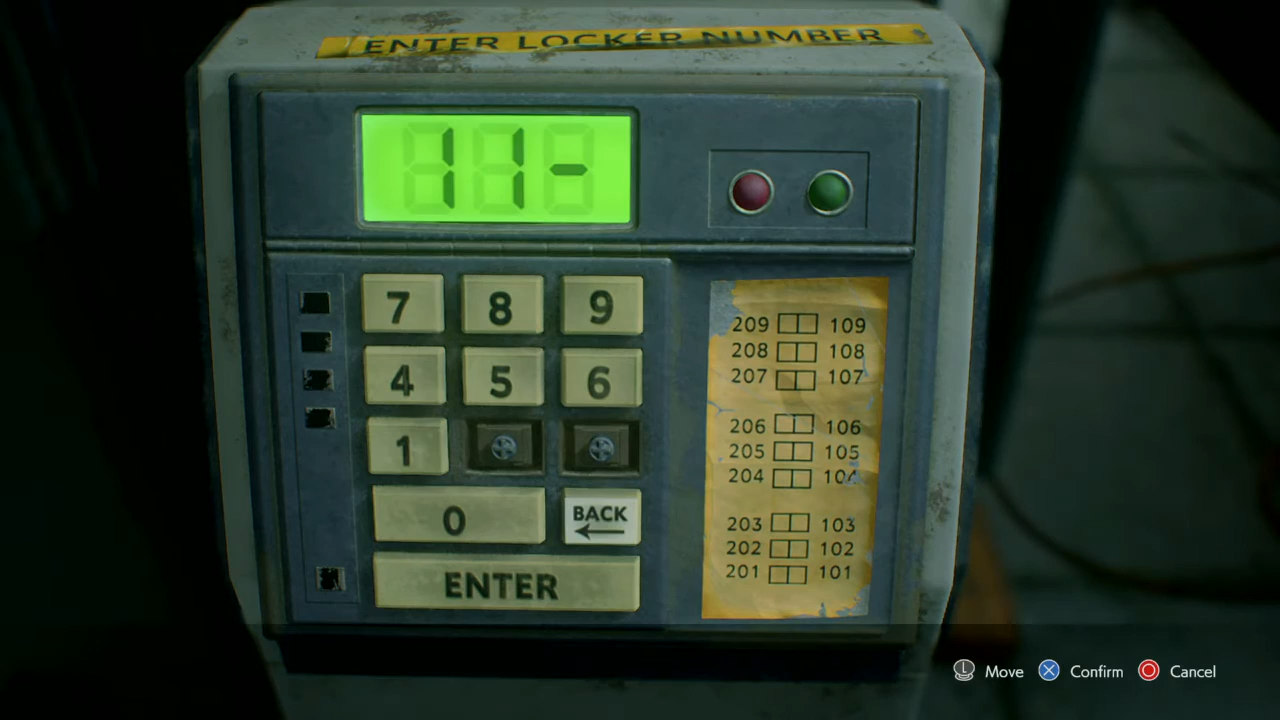 ENTER LOCKER NUMBER
11-
7 8 9
4 5 6
1
0 BACK
ENTER
209 109
208 108
207 107
206 106
205 105
204 104
203 103
202 102
201 101
L Move Confirm Cancel